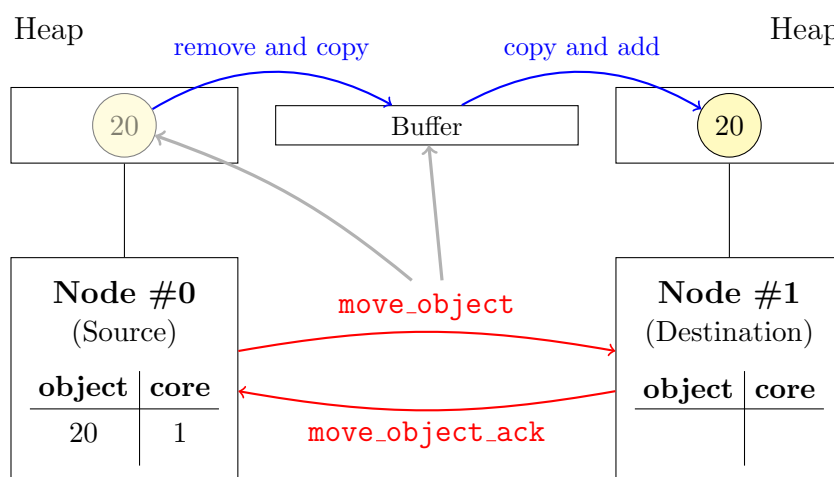 Heap
Heap
remove and copy
copy and add
20
Buffer
20
Node #0
(Source)
object core
20 1
move_object
move_object_ack
Node #1
(Destination)
object core